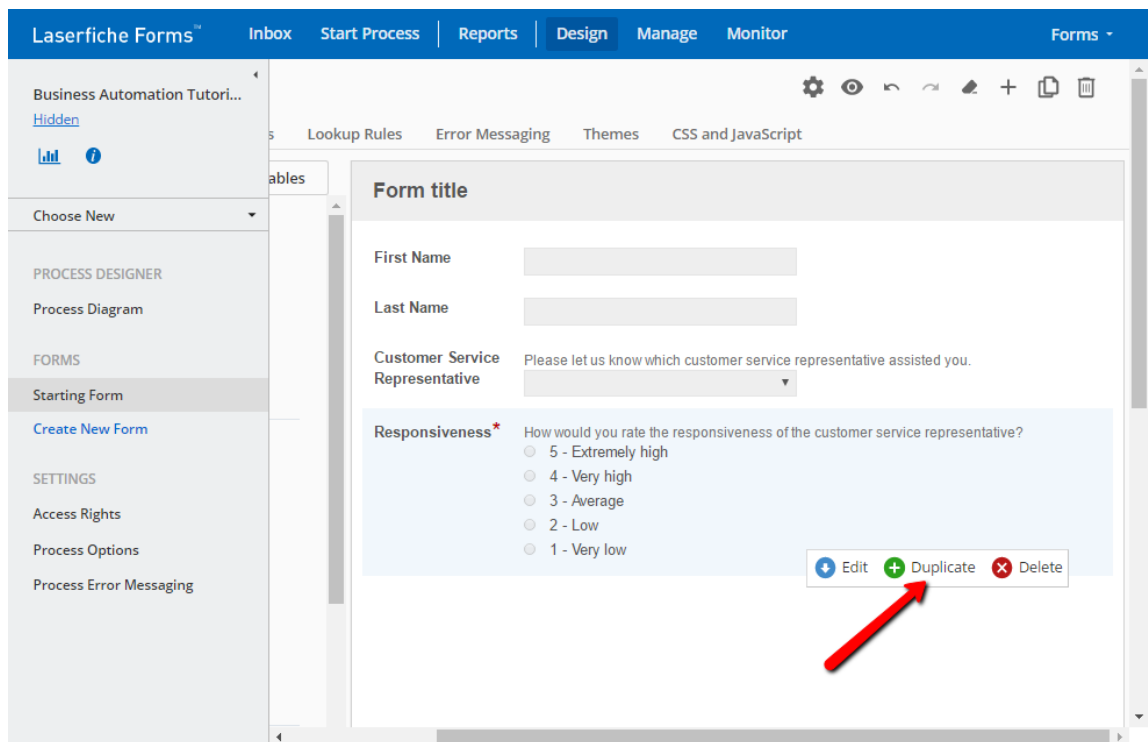 Laserfiche Forms™ Inbox Start Process Reports Design Manage Monitor Forms
Business Automation Tutori...
Hidden
Choose New
PROCESS DESIGNER
Process Diagram
FORMS
Starting Form
Create New Form
SETTINGS
Access Rights
Process Options
Process Error Messaging
s Lookup Rules Error Messaging Themes CSS and JavaScript
ables
Form title
First Name
Last Name
Customer Service
Representative
Please let us know which customer service representative assisted you.
Responsiveness*
How would you rate the responsiveness of the customer service representative?
5 - Extremely high
4 - Very high
3 - Average
2 - Low
1 - Very low
Edit Duplicate Delete